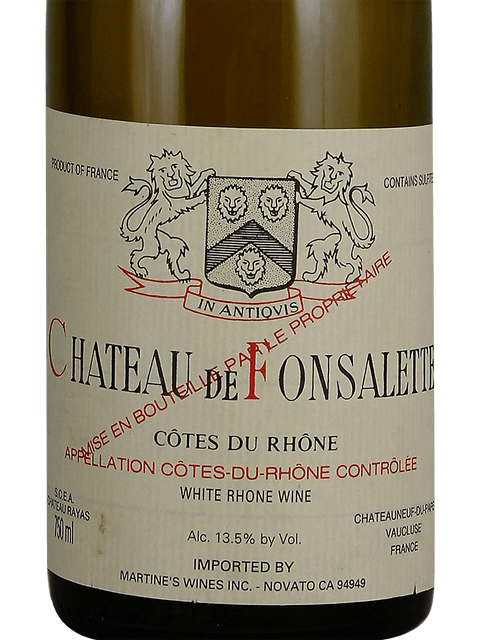 PRODUCT OF FRANCE
CONTAINS SULFITE
IN ANTIQVIS
MISE EN BOUTEILLE PAR LE PROPRIETAIRE
CHATEAU DE FONSALETTE
CÔTES DU RHÔNE
APPELLATION CÔTES-DU-RHÔNE CONTRÔLÉE
WHITE RHONE WINE
S.C.E.A.
CHATEAU RAYAS
750 ml
Alc. 13.5% by Vol.
CHATEAUNEUF-DU-PAPE
VAUCLUSE
FRANCE
IMPORTED BY
MARTINE'S WINES INC. - NOVATO CA 94949